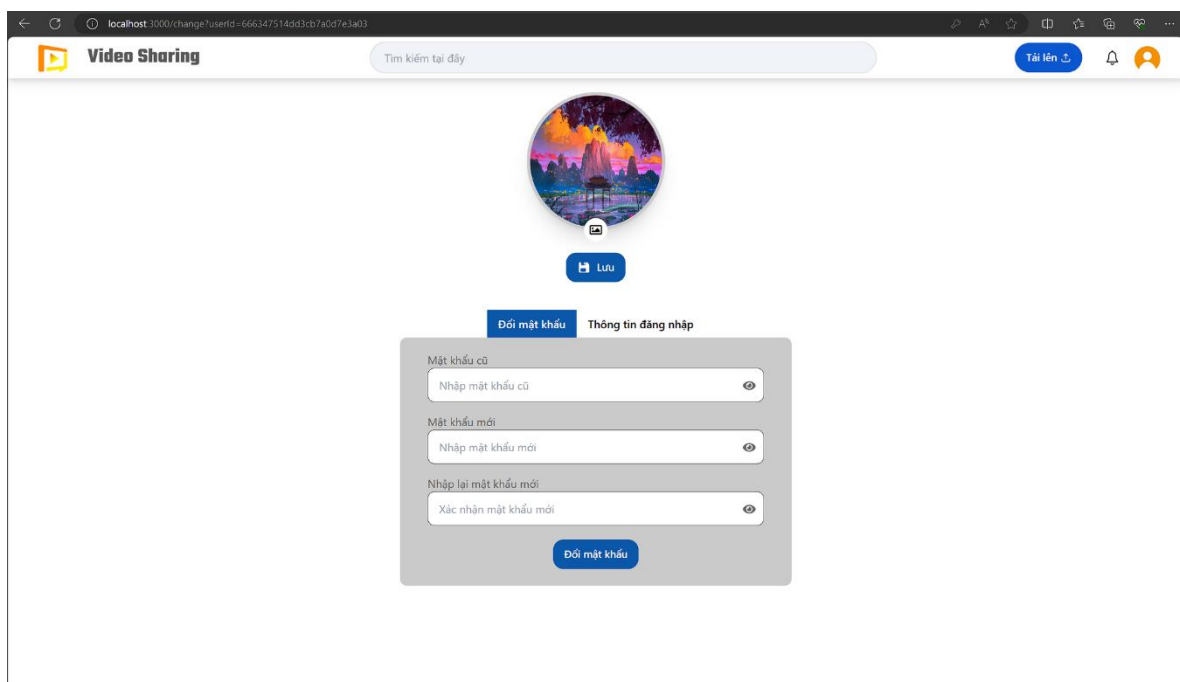 localhost:3000/change?userId=666347514dd3cb7a0d7e3a03
Video Sharing
Tìm kiếm tại đây
Tải lên
Lưu
Đổi mật khẩu
Thông tin đăng nhập
Mật khẩu cũ
Nhập mật khẩu cũ
Mật khẩu mới
Nhập mật khẩu mới
Nhập lại mật khẩu mới
Xác nhận mật khẩu mới
Đổi mật khẩu